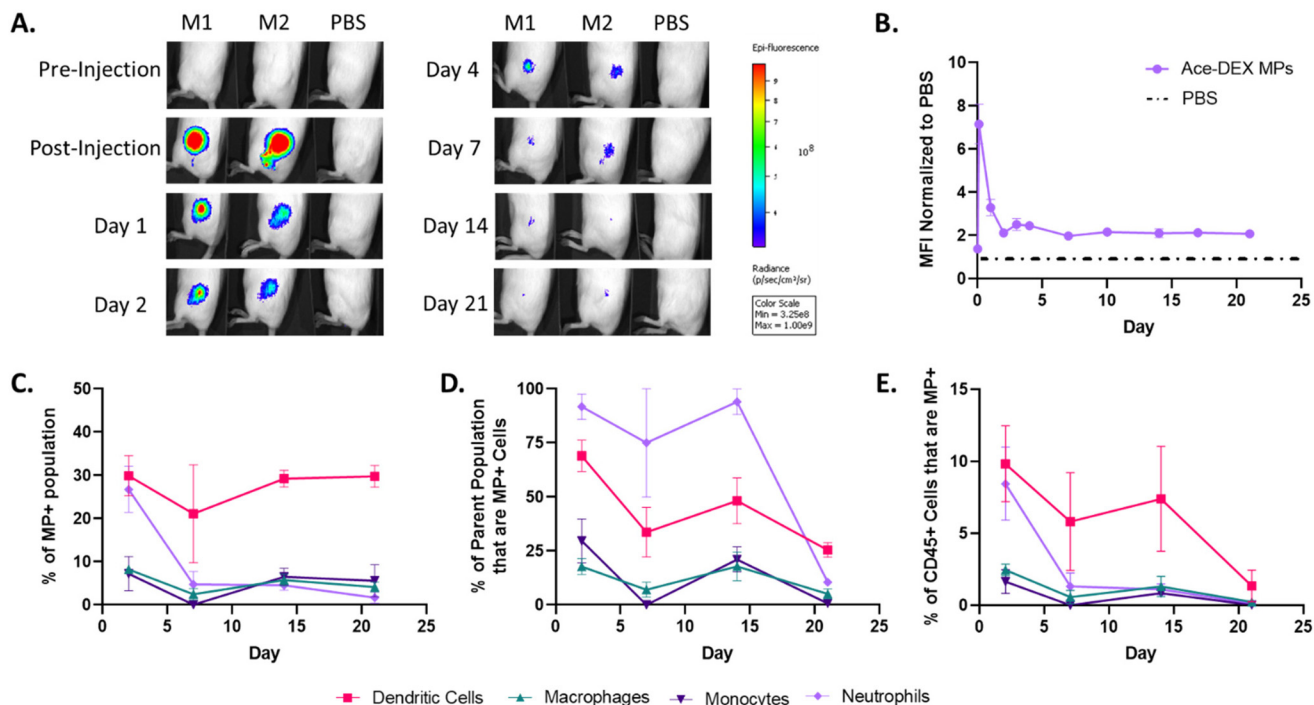 A.
M1 M2 PBS
Pre-Injection
Post-Injection
Day 1
Day 2
M1 M2 PBS
Day 4
Day 7
Day 14
Day 21
Epi-fluorescence
9
8
7
6
5
4
10⁸
Radiance
(p/sec/cm²/sr)
Color Scale
Min = 3.25e8
Max = 1.00e9
B.
MFI Normalized to PBS
10
8
6
4
2
0
0 5 10 15 20 25
Day
Ace-DEX MPs
PBS
C.
% of MP+ population
50
40
30
20
10
0
0 5 10 15 20 25
Day
D.
% of Parent Population
that are MP+ Cells
100
75
50
25
0
0 5 10 15 20 25
Day
E.
% of CD45+ Cells that are MP+
15
10
5
0
0 5 10 15 20 25
Day
Dendritic Cells Macrophages Monocytes Neutrophils